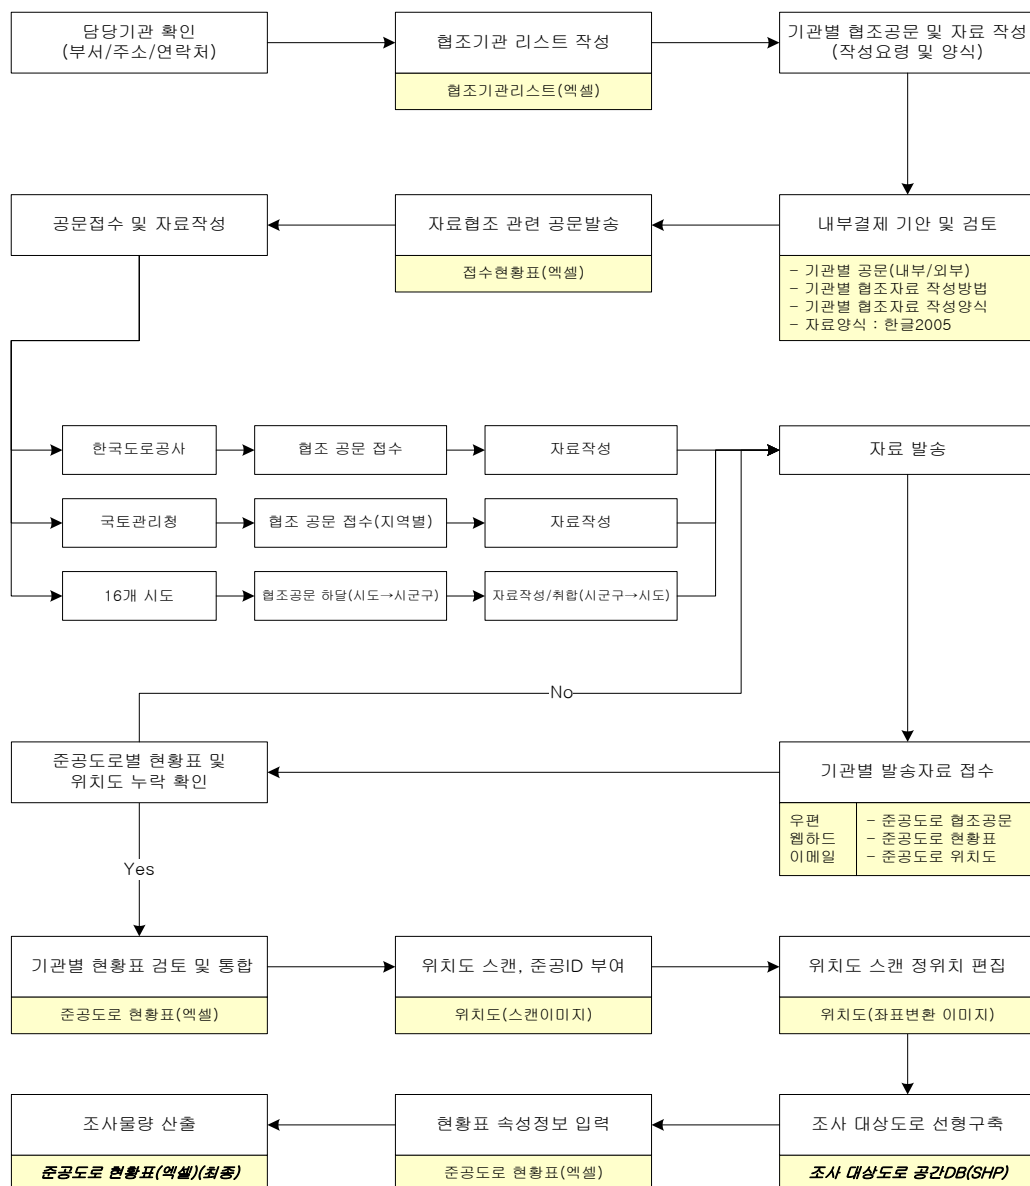 담당기관 확인
(부서/주소/연락처)
협조기관 리스트 작성
협조기관리스트(엑셀)
기관별 협조공문 및 자료 작성
(작성요령 및 양식)
공문접수 및 자료작성
자료협조 관련 공문발송
접수현황표(엑셀)
내부결제 기안 및 검토
- 기관별 공문(내부/외부)
- 기관별 협조자료 작성방법
- 기관별 협조자료 작성양식
- 자료양식 : 한글2005
한국도로공사
협조 공문 접수
자료작성
자료 발송
국토관리청
협조 공문 접수(지역별)
자료작성
16개 시도
협조공문 하달(시도→시군구)
자료작성/취합(시군구→시도)
No
준공도로별 현황표 및
위치도 누락 확인
기관별 발송자료 접수
우편
웹하드
이메일
- 준공도로 협조공문
- 준공도로 현황표
- 준공도로 위치도
Yes
기관별 현황표 검토 및 통합
준공도로 현황표(엑셀)
위치도 스캔, 준공ID 부여
위치도(스캔이미지)
위치도 스캔 정위치 편집
위치도(좌표변환 이미지)
조사물량 산출
준공도로 현황표(엑셀)(최종)
현황표 속성정보 입력
준공도로 현황표(엑셀)
조사 대상도로 선형구축
조사 대상도로 공간DB(SHP)